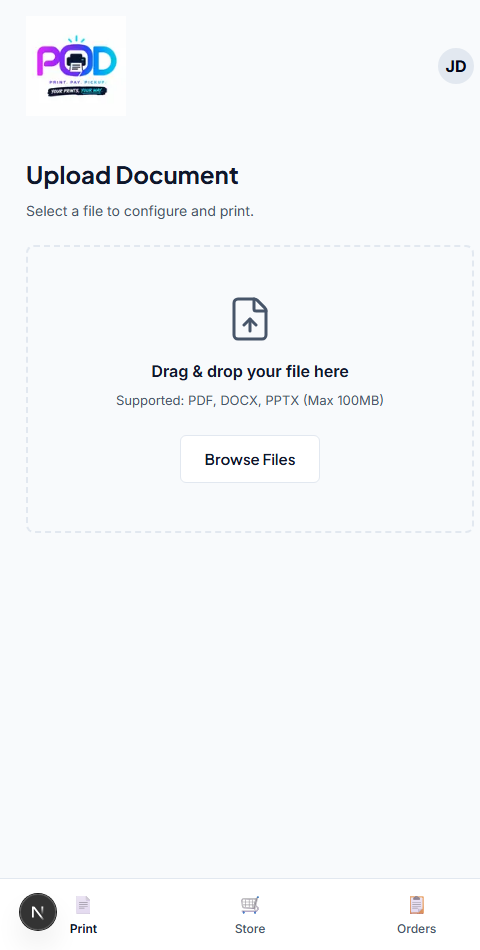 POD
PRINT. PAY. PICKUP.
YOUR PRINTS, YOUR WAY
JD
Upload Document
Select a file to configure and print.
Drag & drop your file here
Supported: PDF, DOCX, PPTX (Max 100MB)
Browse Files
N
Print
Store
Orders